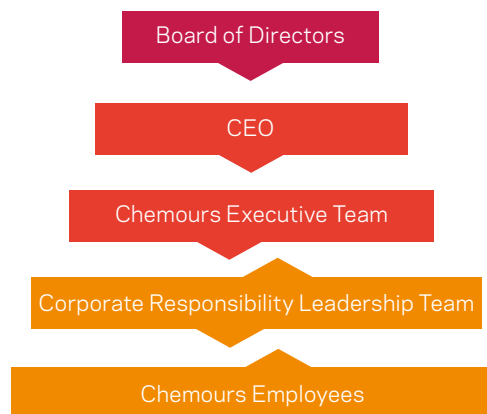 Board of Directors
CEO
Chemours Executive Team
Corporate Responsibility Leadership Team
Chemours Employees